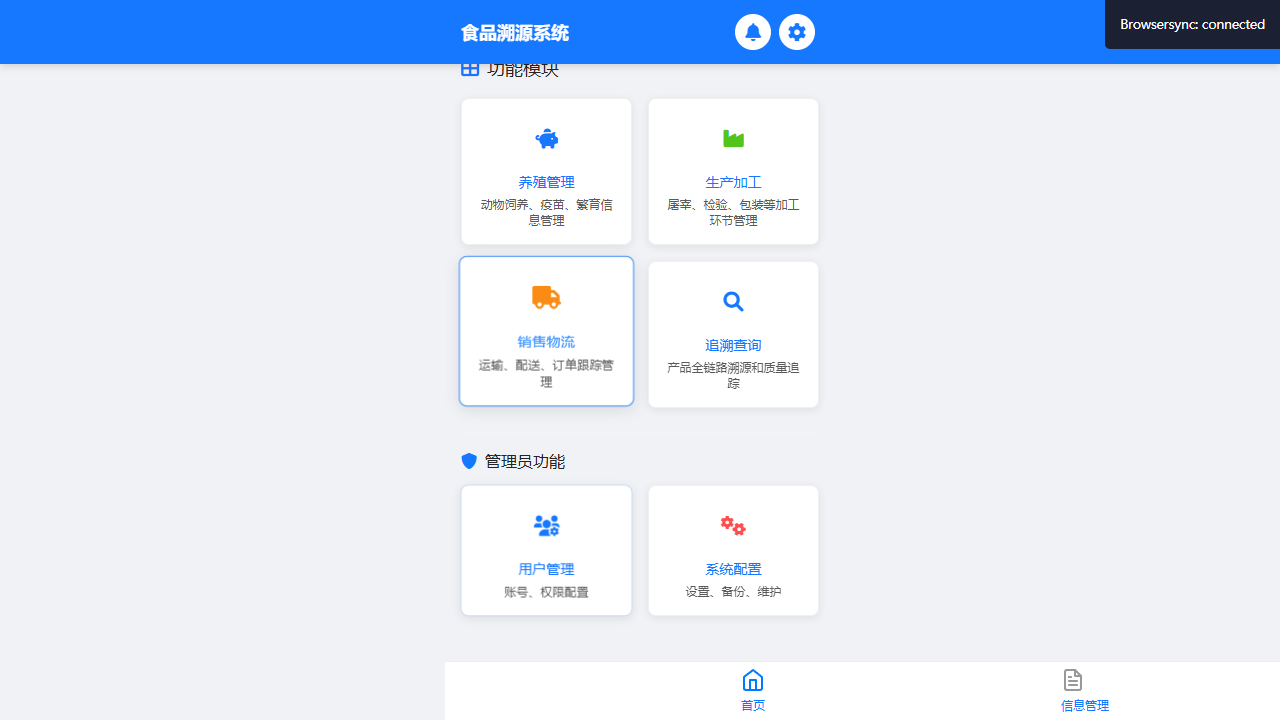 食品溯源系统
Browsersync: connected
功能模块
养殖管理
动物饲养、疫苗、繁育信
息管理
生产加工
屠宰、检验、包装等加工
环节管理
销售物流
运输、配送、订单跟踪管
理
追溯查询
产品全链路溯源和质量追
踪
管理员功能
用户管理
账号、权限配置
系统配置
设置、备份、维护
首页
信息管理